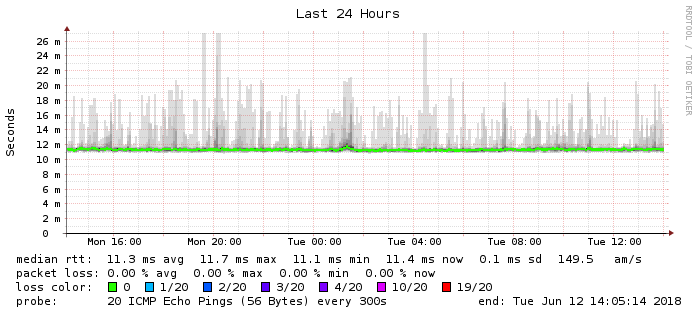 Last 24 Hours
RRDTOOL / TOBI OETIKER
Seconds
26 m
24 m
22 m
20 m
18 m
16 m
14 m
12 m
10 m
8 m
6 m
4 m
2 m
0
Mon 16:00 Mon 20:00 Tue 00:00 Tue 04:00 Tue 08:00 Tue 12:00
median rtt: 11.3 ms avg 11.7 ms max 11.1 ms min 11.4 ms now 0.1 ms sd 149.5 am/s
packet loss: 0.00 % avg 0.00 % max 0.00 % min 0.00 % now
loss color: 0 1/20 2/20 3/20 4/20 10/20 19/20
probe: 20 ICMP Echo Pings (56 Bytes) every 300s end: Tue Jun 12 14:05:14 2018